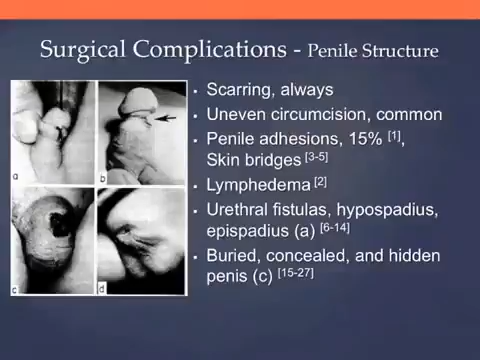 Surgical Complications - Penile Structure
▪ Scarring, always
▪ Uneven circumcision, common
▪ Penile adhesions, 15% [1],
Skin bridges [3-5]
▪ Lymphedema [2]
▪ Urethral fistulas, hypospadius,
epispadius (a) [6-14]
▪ Buried, concealed, and hidden
penis (c) [15-27]
a
b
c
d